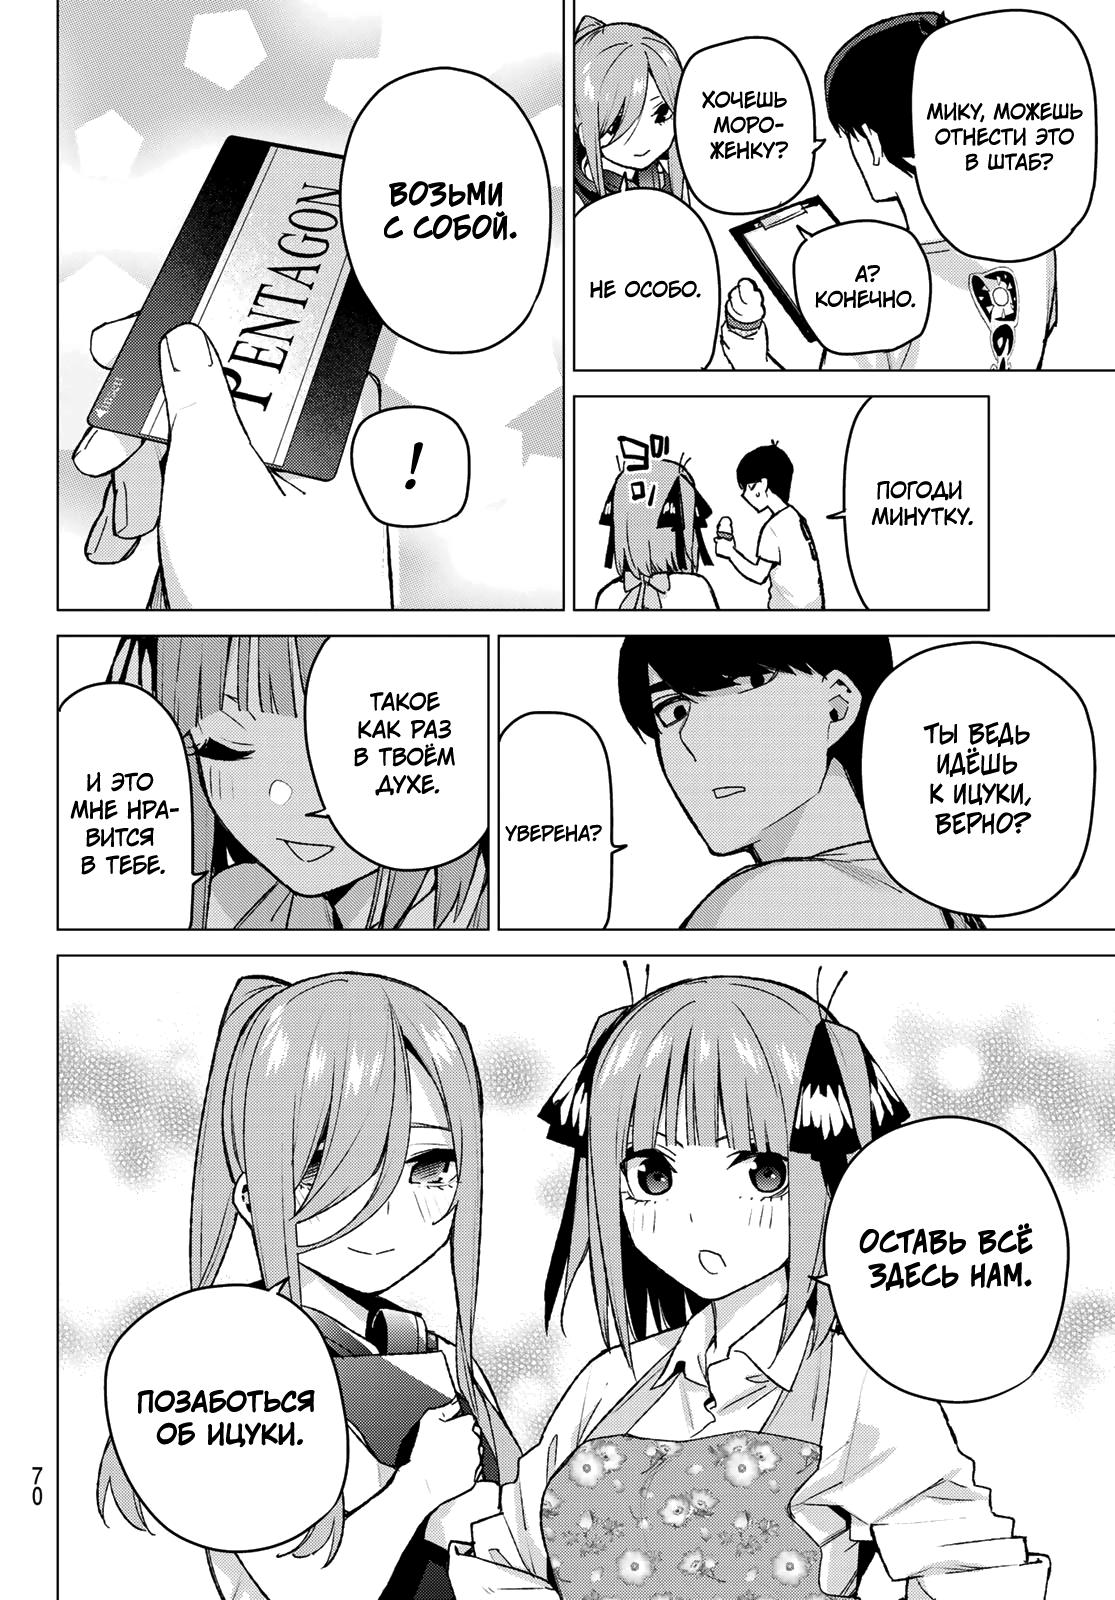 МИКУ, МОЖЕШЬ
ОТНЕСТИ ЭТО
В ШТАБ?
А?
КОНЕЧНО.
ХОЧЕШЬ
МОРО-
ЖЕНКУ?
НЕ ОСОБО.
ПОГОДИ
МИНУТКУ.
ВОЗЬМИ
С СОБОЙ.
PENTAGON
!
ТЫ ВЕДЬ
ИДЁШЬ
К ИЦУКИ,
ВЕРНО?
УВЕРЕНА?
ТАКОЕ
КАК РАЗ
В ТВОЁМ
ДУХЕ.
И ЭТО
МНЕ НРА-
ВИТСЯ
В ТЕБЕ.
ОСТАВЬ ВСЁ
ЗДЕСЬ НАМ.
ПОЗАБОТЬСЯ
ОБ ИЦУКИ.
70